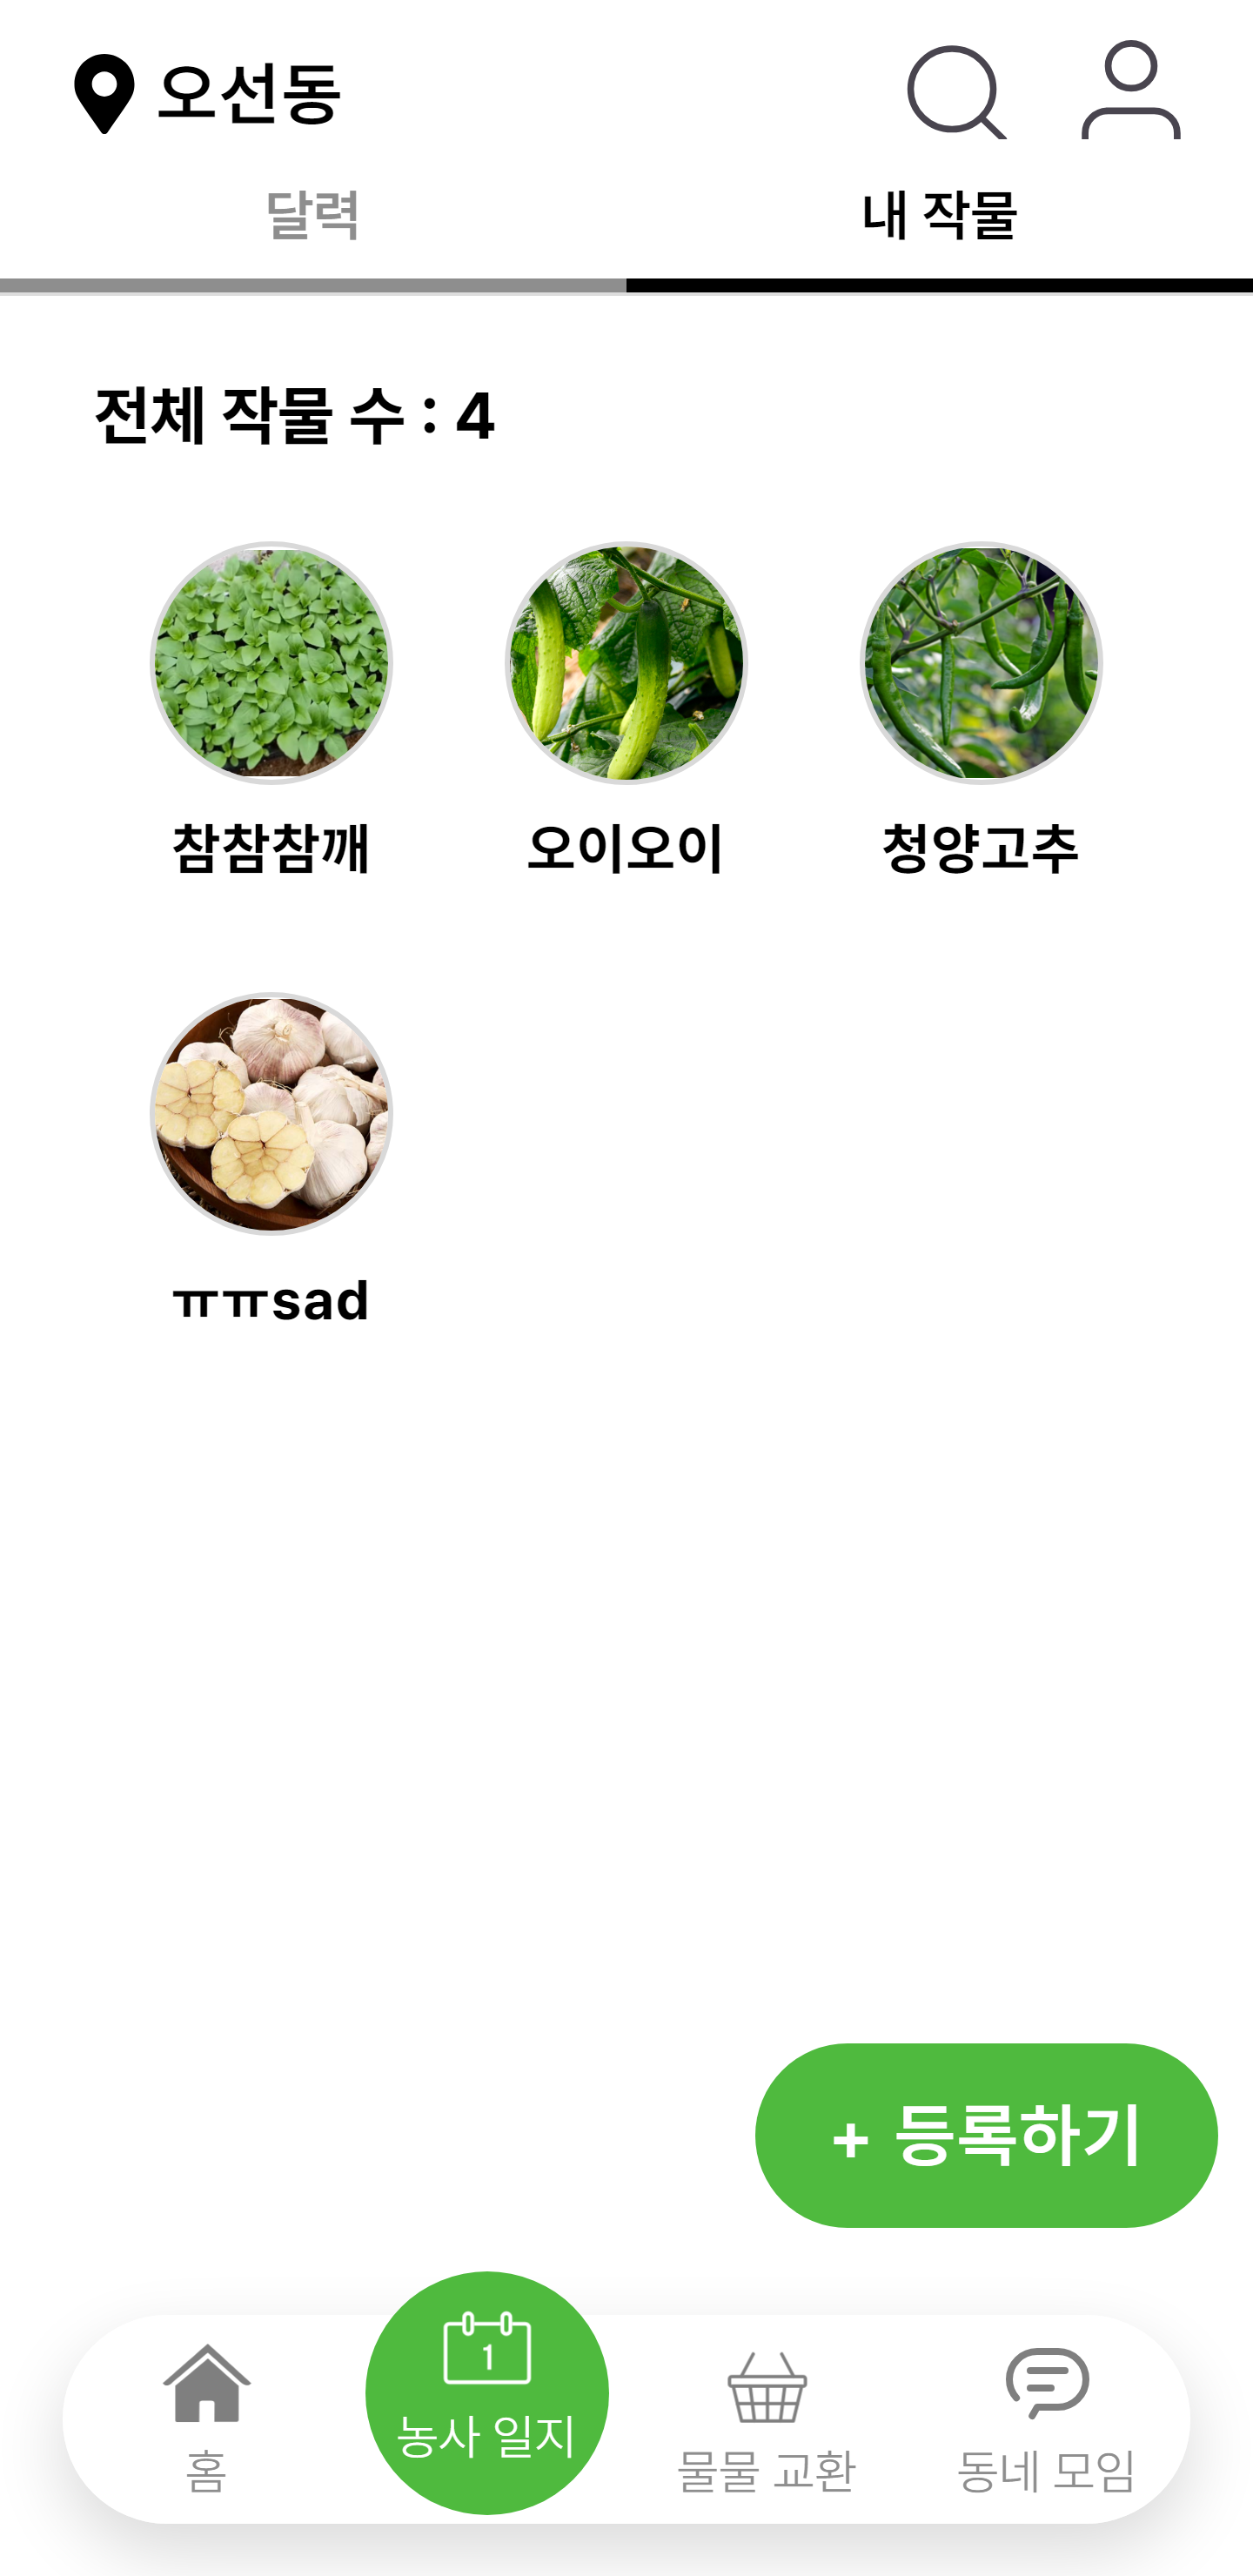 오선동
달력
내 작물
전체 작물 수 : 4
참참참깨
오이오이
청양고추
ㅠㅠsad
+ 등록하기
1
농사 일지
홈
물물 교환
동네 모임